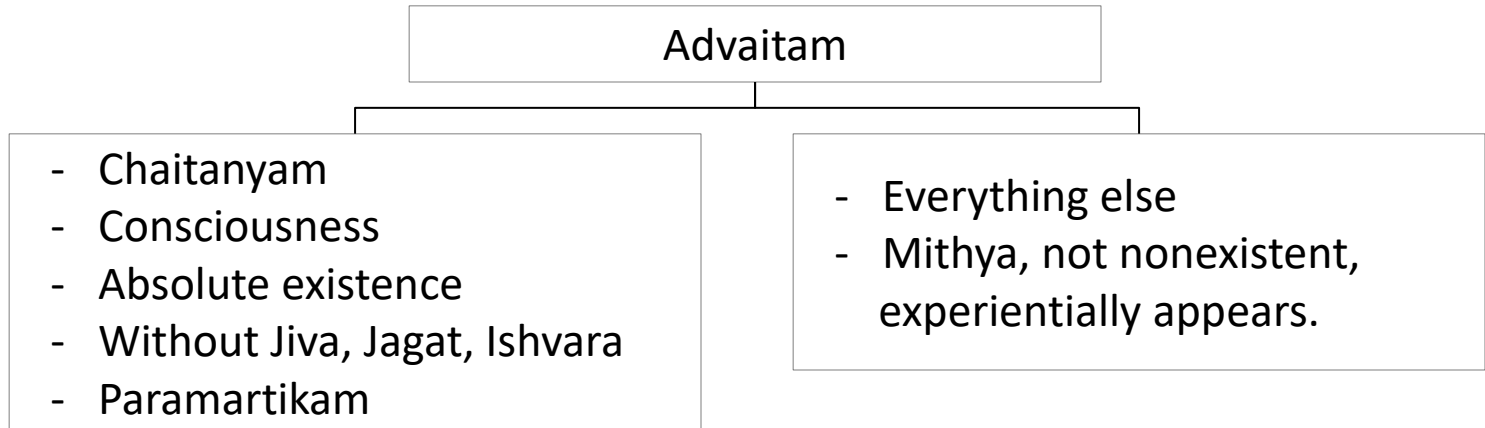 Advaitam
- Chaitanyam
- Consciousness
- Absolute existence
- Without Jiva, Jagat, Ishvara
- Paramartikam
- Everything else
- Mithya, not nonexistent,
experientially appears.